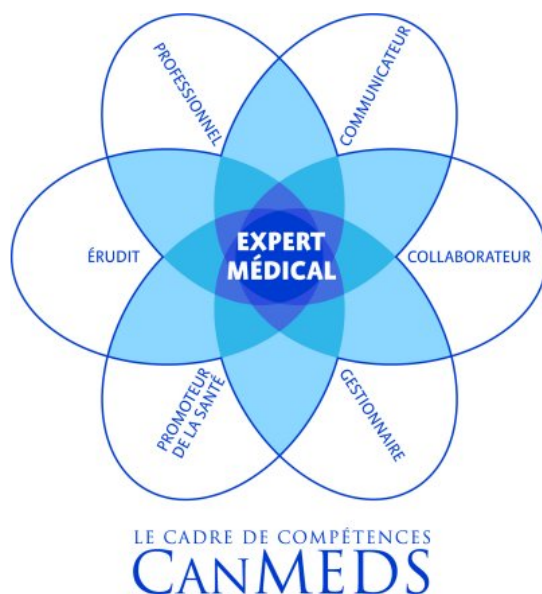 PROFESSIONNEL
COMMUNICATEUR
ÉRUDIT
EXPERT
MÉDICAL
COLLABORATEUR
PROMOTEUR
DE LA SANTÉ
GESTIONNAIRE
LE CADRE DE COMPÉTENCES
CANMEDS